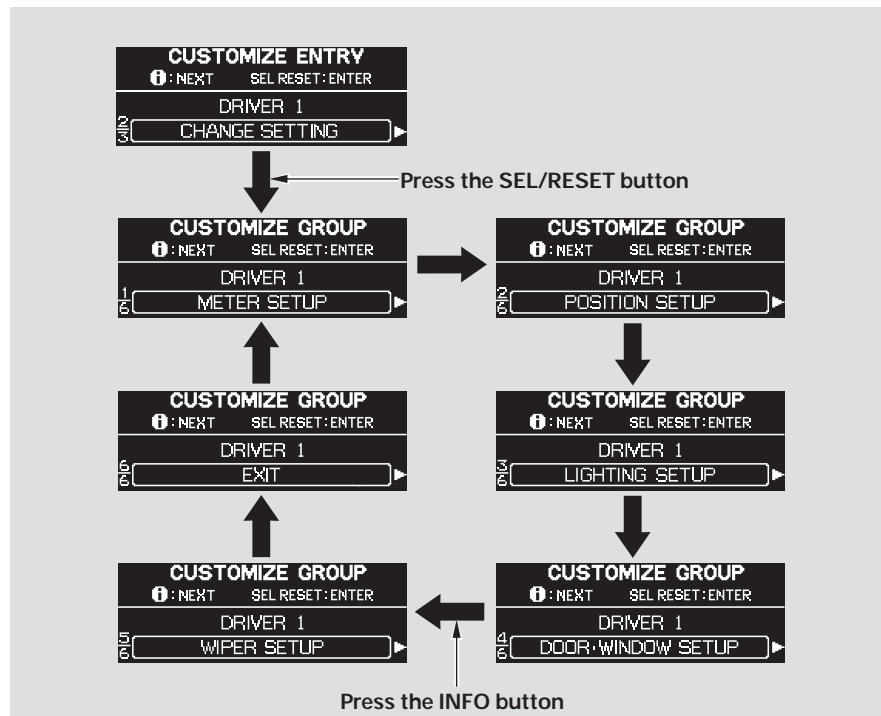 CUSTOMIZE ENTRY
i : NEXT SEL RESET : ENTER
DRIVER 1
2/3 CHANGE SETTING
Press the SEL/RESET button
CUSTOMIZE GROUP
i : NEXT SEL RESET : ENTER
DRIVER 1
1/6 METER SETUP
CUSTOMIZE GROUP
i : NEXT SEL RESET : ENTER
DRIVER 1
2/6 POSITION SETUP
CUSTOMIZE GROUP
i : NEXT SEL RESET : ENTER
DRIVER 1
6/6 EXIT
CUSTOMIZE GROUP
i : NEXT SEL RESET : ENTER
DRIVER 1
3/6 LIGHTING SETUP
CUSTOMIZE GROUP
i : NEXT SEL RESET : ENTER
DRIVER 1
5/6 WIPER SETUP
CUSTOMIZE GROUP
i : NEXT SEL RESET : ENTER
DRIVER 1
4/6 DOOR·WINDOW SETUP
Press the INFO button